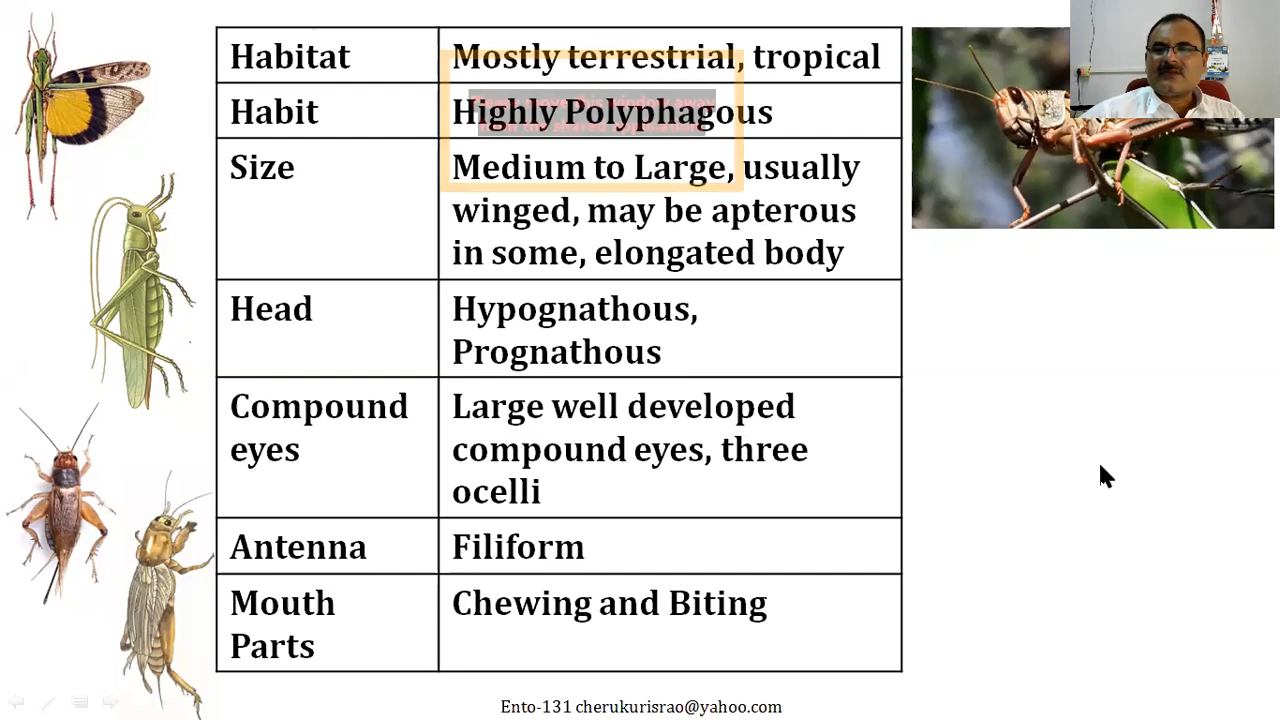 Habitat
Mostly terrestrial, tropical
Habit
Highly Polyphagous
Size
Medium to Large, usually
winged, may be apterous
in some, elongated body
Head
Hypognathous,
Prognathous
Compound
eyes
Large well developed
compound eyes, three
ocelli
Antenna
Filiform
Mouth
Parts
Chewing and Biting
Ento-131 cherukurisrao@yahoo.com